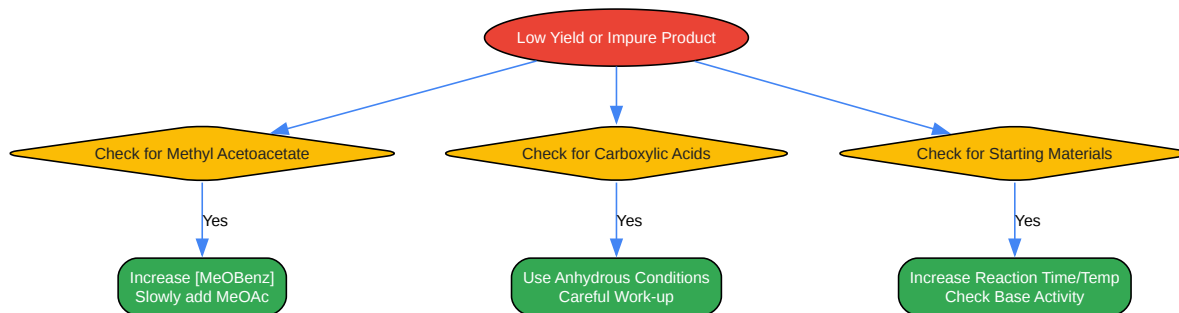 Low Yield or Impure Product
Check for Methyl Acetoacetate
Check for Carboxylic Acids
Check for Starting Materials
Yes
Yes
Yes
Increase [MeOBenz]
Slowly add MeOAc
Use Anhydrous Conditions
Careful Work-up
Increase Reaction Time/Temp
Check Base Activity